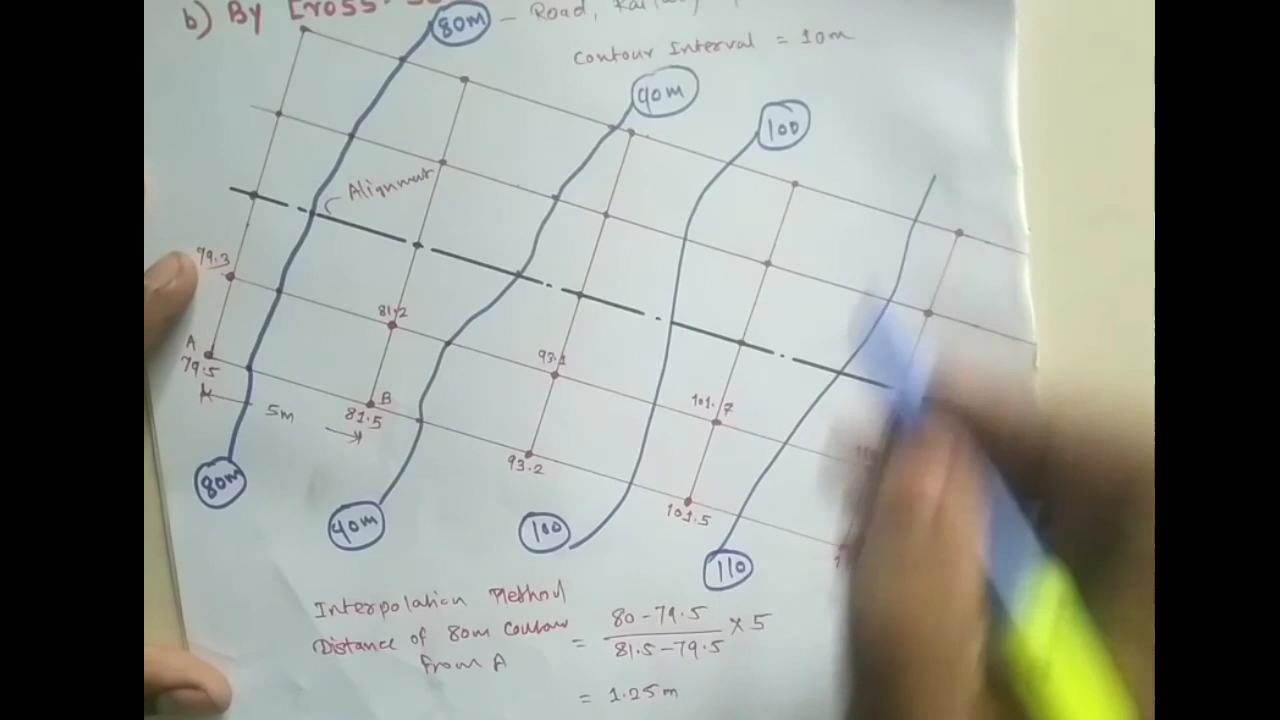 b) By Cross-
80m - Road, Railway
Contour Interval = 10m
90m
100
Alignment
79.3
81.2
A
79.5
93.1
B
5m
81.5
101.7
93.2
80m
101.5
90m
100
110
Interpolation Method
Distance of 80m Contour = 80-79.5 / 81.5-79.5 × 5
from A
= 1.25m